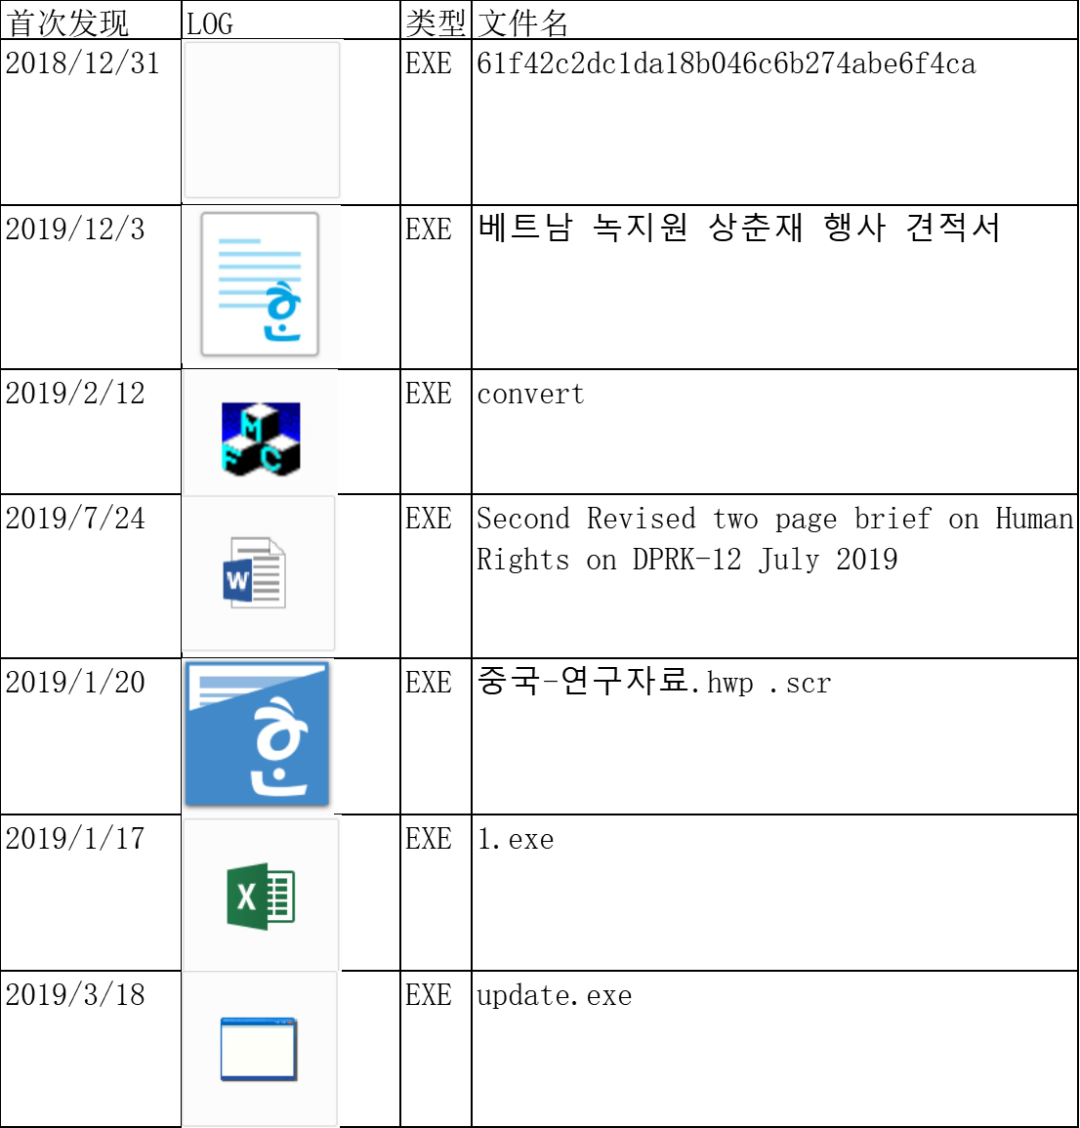 首次发现 LOG 类型 文件名
2018/12/31 EXE 61f42c2dc1da18b046c6b274abe6f4ca
2019/12/3 EXE 베트남 녹지원 상춘재 행사 견적서
한
2019/2/12 EXE convert
M
F C
2019/7/24 EXE Second Revised two page brief on Human
Rights on DPRK-12 July 2019
W
2019/1/20 EXE 중국-연구자료.hwp .scr
한
2019/1/17 EXE 1.exe
X
2019/3/18 EXE update.exe